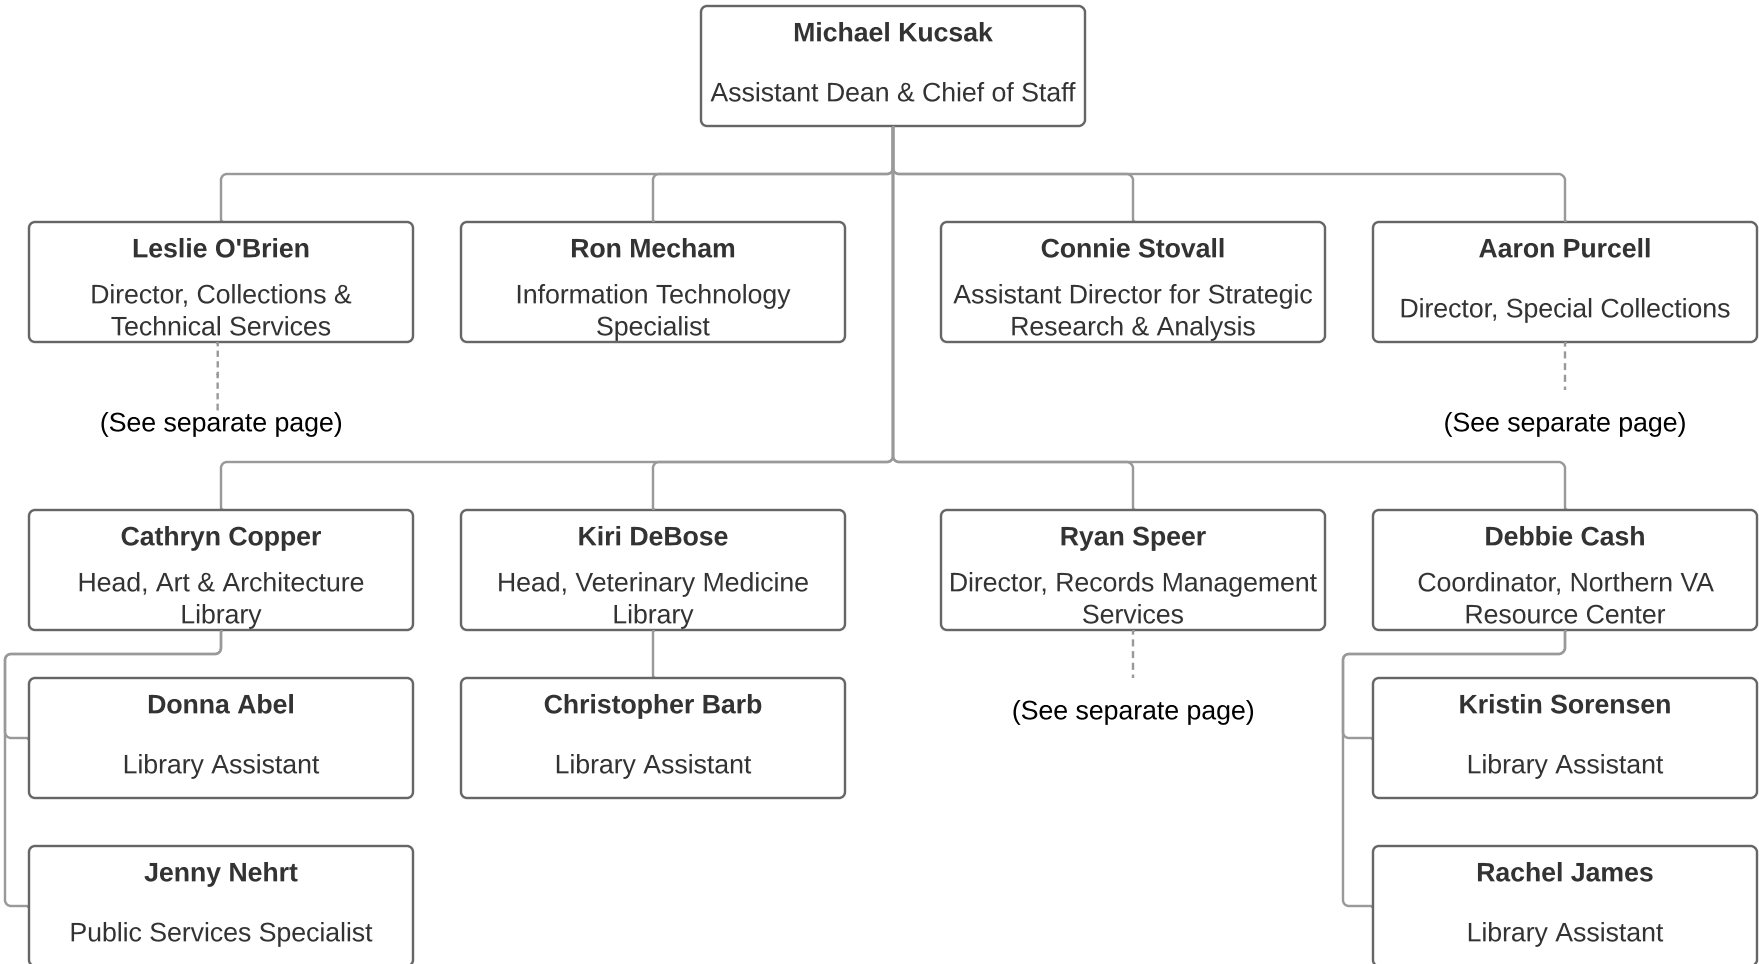 Michael Kucsak
Assistant Dean & Chief of Staff
Leslie O'Brien
Director, Collections &
Technical Services
Ron Mecham
Information Technology
Specialist
Connie Stovall
Assistant Director for Strategic
Research & Analysis
Aaron Purcell
Director, Special Collections
(See separate page)
(See separate page)
Cathryn Copper
Head, Art & Architecture
Library
Kiri DeBose
Head, Veterinary Medicine
Library
Ryan Speer
Director, Records Management
Services
Debbie Cash
Coordinator, Northern VA
Resource Center
Donna Abel
Library Assistant
Christopher Barb
Library Assistant
(See separate page)
Kristin Sorensen
Library Assistant
Jenny Nehrt
Public Services Specialist
Rachel James
Library Assistant